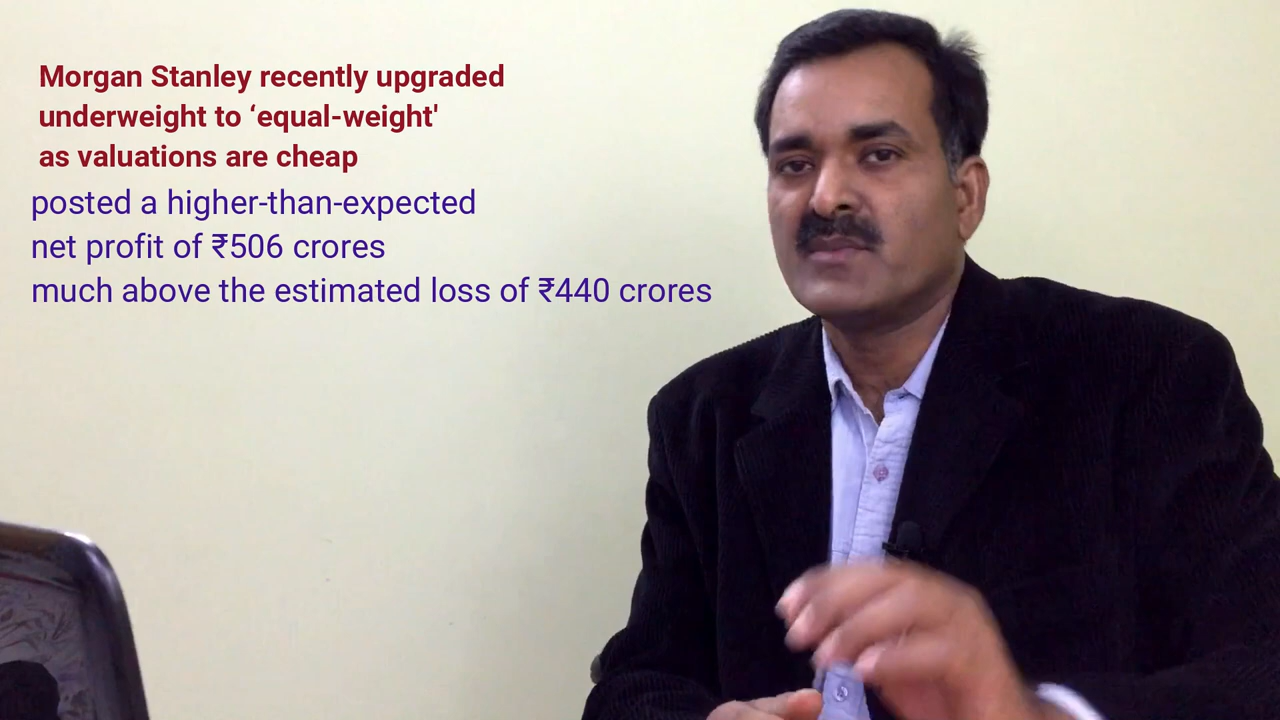 Morgan Stanley recently upgraded
underweight to ‘equal-weight'
as valuations are cheap
posted a higher-than-expected
net profit of ₹506 crores
much above the estimated loss of ₹440 crores